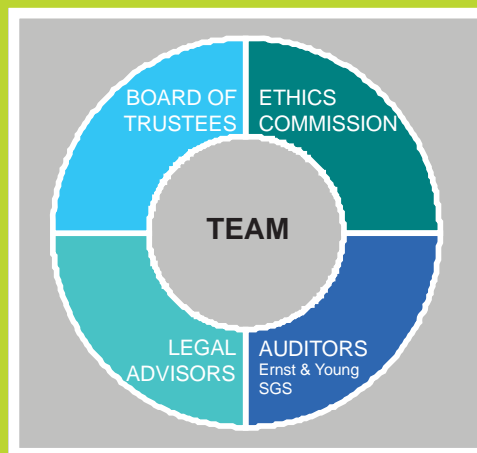 BOARD OF
TRUSTEES
ETHICS
COMMISSION
TEAM
LEGAL
ADVISORS
AUDITORS
Ernst & Young
SGS